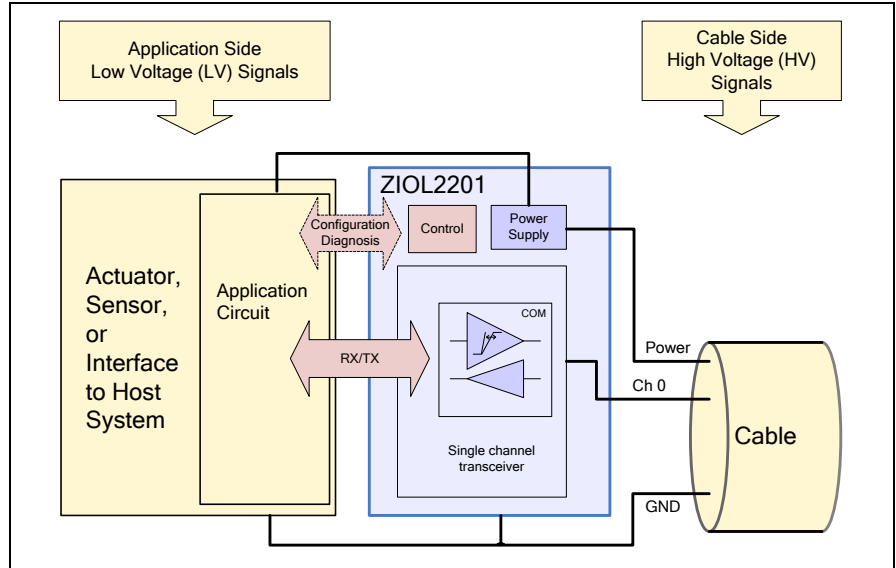 Application Side
Low Voltage (LV) Signals
Cable Side
High Voltage (HV)
Signals
ZIOL2201
Configuration
Diagnosis
Control
Power
Supply
Actuator,
Sensor,
or
Interface
to Host
System
Application
Circuit
COM
RX/TX
Single channel
transceiver
Power
Ch 0
Cable
GND